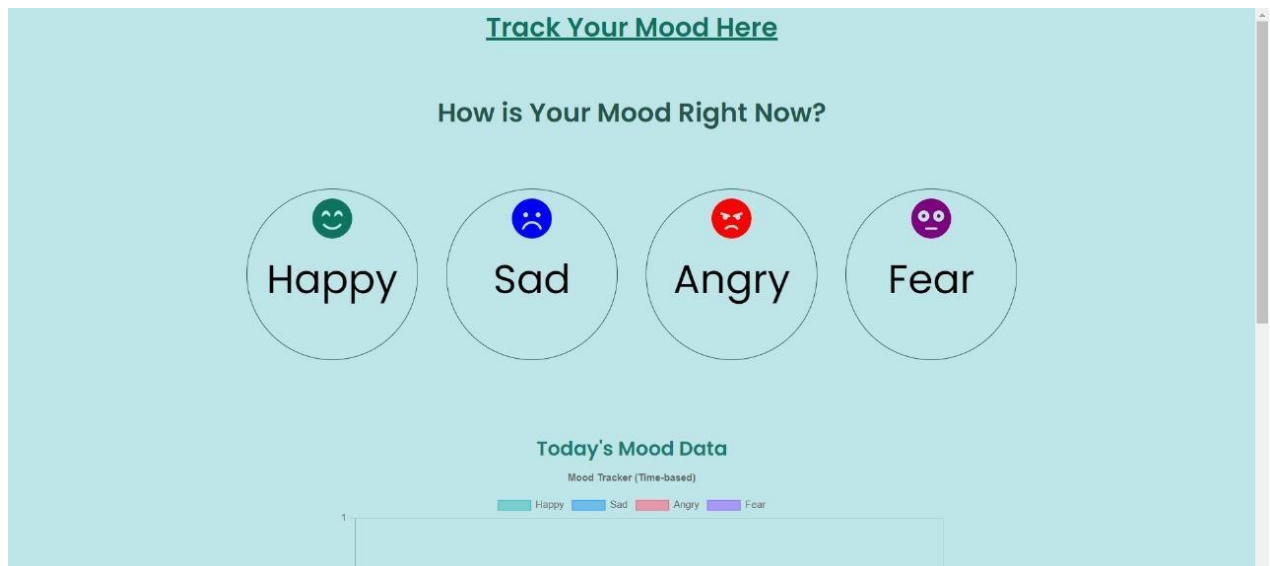 Track Your Mood Here
How is Your Mood Right Now?
Happy Sad Angry Fear
Today's Mood Data
Mood Tracker (Time-based)
Happy Sad Angry Fear
1